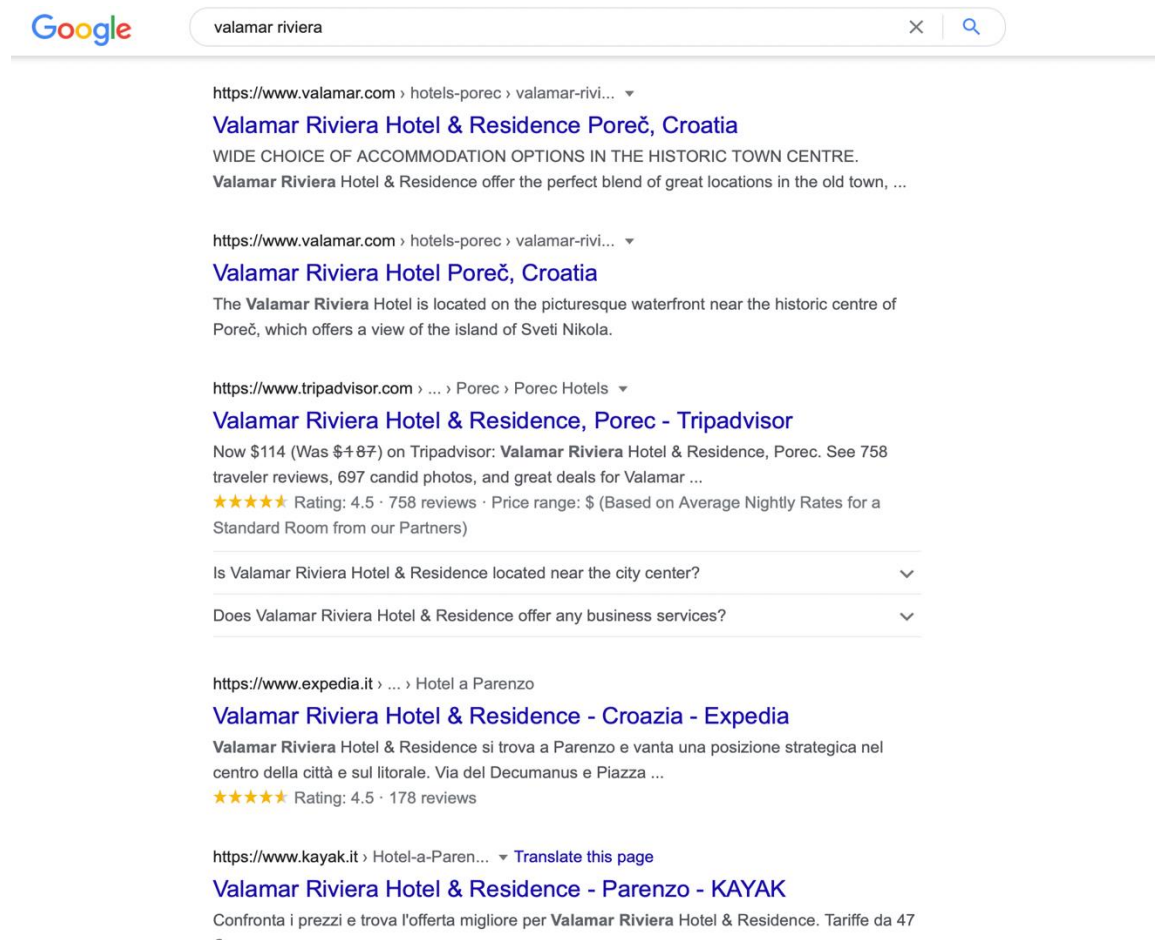 Google
valamar riviera
https://www.valamar.com › hotels-porec › valamar-rivi...
Valamar Riviera Hotel & Residence Poreč, Croatia
WIDE CHOICE OF ACCOMMODATION OPTIONS IN THE HISTORIC TOWN CENTRE.
Valamar Riviera Hotel & Residence offer the perfect blend of great locations in the old town, ...
https://www.valamar.com › hotels-porec › valamar-rivi...
Valamar Riviera Hotel Poreč, Croatia
The Valamar Riviera Hotel is located on the picturesque waterfront near the historic centre of
Poreč, which offers a view of the island of Sveti Nikola.
https://www.tripadvisor.com › ... › Porec › Porec Hotels
Valamar Riviera Hotel & Residence, Porec - Tripadvisor
Now $114 (Was $187) on Tripadvisor: Valamar Riviera Hotel & Residence, Porec. See 758
traveler reviews, 697 candid photos, and great deals for Valamar ...
Rating: 4.5 · 758 reviews · Price range: $ (Based on Average Nightly Rates for a
Standard Room from our Partners)
Is Valamar Riviera Hotel & Residence located near the city center?
Does Valamar Riviera Hotel & Residence offer any business services?
https://www.expedia.it › ... › Hotel a Parenzo
Valamar Riviera Hotel & Residence - Croazia - Expedia
Valamar Riviera Hotel & Residence si trova a Parenzo e vanta una posizione strategica nel
centro della città e sul litorale. Via del Decumanus e Piazza ...
Rating: 4.5 · 178 reviews
https://www.kayak.it › Hotel-a-Paren... Translate this page
Valamar Riviera Hotel & Residence - Parenzo - KAYAK
Confronta i prezzi e trova l'offerta migliore per Valamar Riviera Hotel & Residence. Tariffe da 47